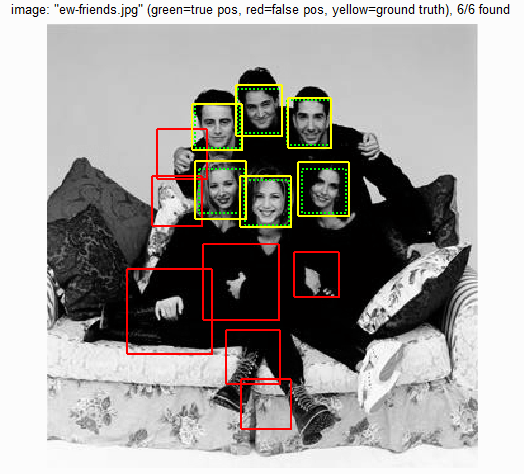 image: "ew-friends.jpg" (green=true pos, red=false pos, yellow=ground truth), 6/6 found